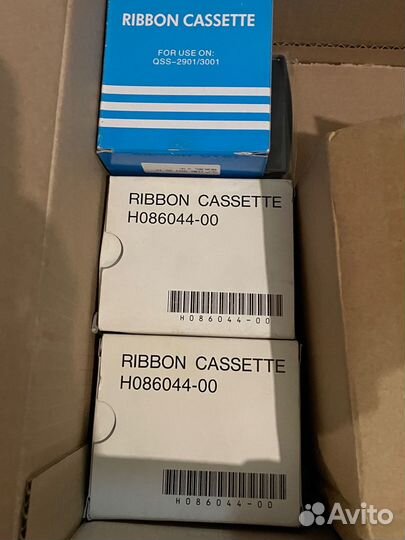 RIBBON CASSETTE
FOR USE ON:
QSS-2901/3001
RIBBON CASSETTE
H086044-00
H086044-00
RIBBON CASSETTE
H086044-00
H086044-00
Avito